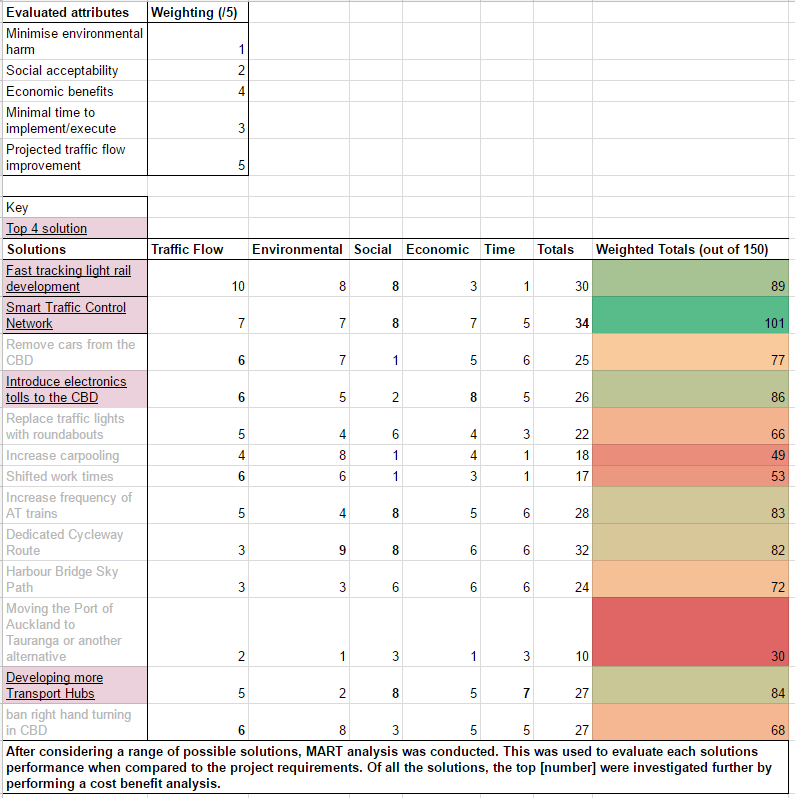 Evaluated attributes Weighting (/5)
Minimise environmental
harm 1
Social acceptability 2
Economic benefits 4
Minimal time to
implement/execute 3
Projected traffic flow
improvement 5
Key
Top 4 solution
Solutions Traffic Flow Environmental Social Economic Time Totals Weighted Totals (out of 150)
Fast tracking light rail
development 10 8 8 3 1 30 89
Smart Traffic Control
Network 7 7 8 7 5 34 101
Remove cars from the
CBD 6 7 1 5 6 25 77
Introduce electronics
tolls to the CBD 6 5 2 8 5 26 86
Replace traffic lights
with roundabouts 5 4 6 4 3 22 66
Increase carpooling 4 8 1 4 1 18 49
Shifted work times 6 6 1 3 1 17 53
Increase frequency of
AT trains 5 4 8 5 6 28 83
Dedicated Cycleway
Route 3 9 8 6 6 32 82
Harbour Bridge Sky
Path 3 3 6 6 6 24 72
Moving the Port of
Auckland to
Tauranga or another
alternative 2 1 3 1 3 10 30
Developing more
Transport Hubs 5 2 8 5 7 27 84
ban right hand turning
in CBD 6 8 3 5 5 27 68
After considering a range of possible solutions, MART analysis was conducted. This was used to evaluate each solutions
performance when compared to the project requirements. Of all the solutions, the top [number] were investigated further by
performing a cost benefit analysis.